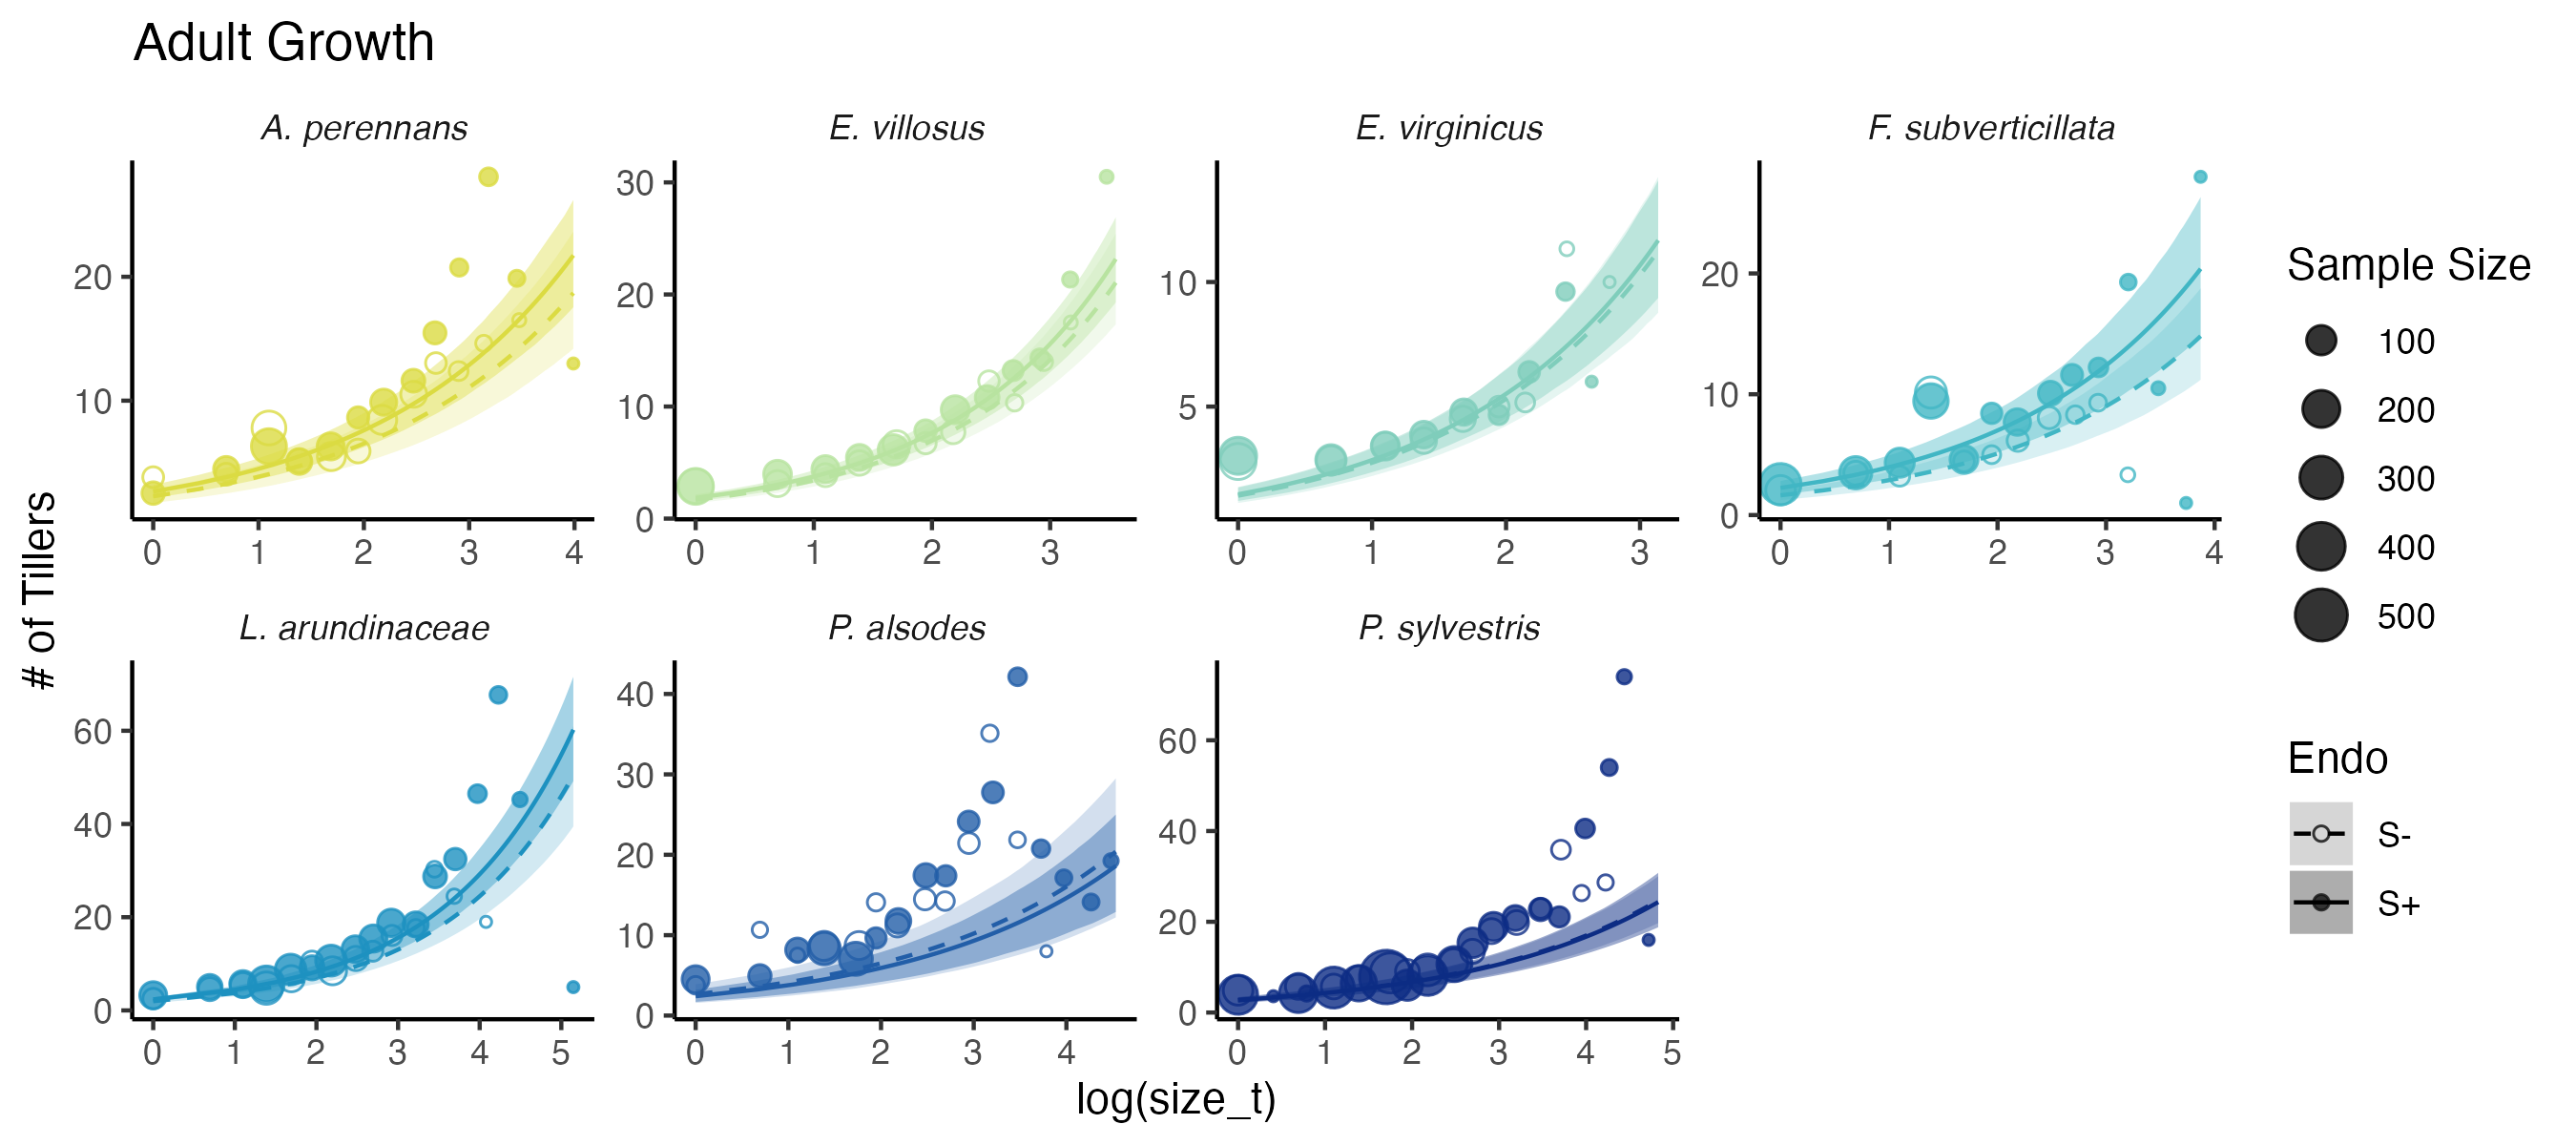 Adult Growth
A. perennans
E. villosus
E. virginicus
F. subverticillata
20
10
0 1 2 3 4
30
20
10
0
0 1 2 3
10
5
0 1 2 3
20
10
0
0 1 2 3 4
L. arundinaceae
P. alsodes
P. sylvestris
60
40
20
0
0 1 2 3 4 5
40
30
20
10
0
0 1 2 3 4
60
40
20
0
0 1 2 3 4 5
# of Tillers
log(size_t)
Sample Size
100
200
300
400
500
Endo
S-
S+